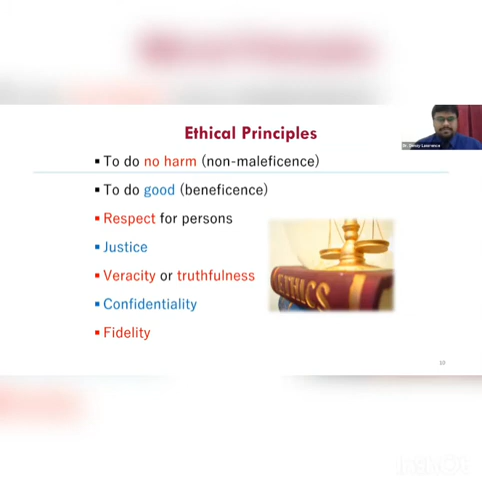 Ethical Principles
▪ To do no harm (non-maleficence)
▪ To do good (beneficence)
▪ Respect for persons
▪ Justice
▪ Veracity or truthfulness
▪ Confidentiality
▪ Fidelity
ETHICS
10